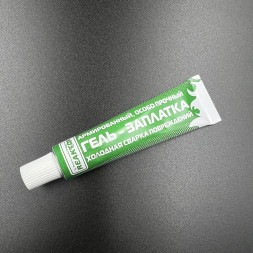 АРМИРОВАННЫЙ, ОСОБО ПРОЧНЫЙ
ГЕЛЬ-ЗАПЛАТКА
ХОЛОДНАЯ СВАРКА ПОВРЕЖДЕНИЙ